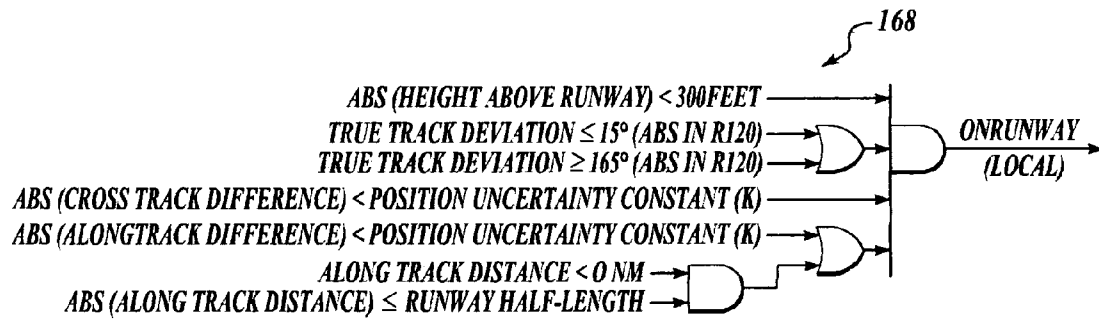 168
ABS (HEIGHT ABOVE RUNWAY) < 300FEET
TRUE TRACK DEVIATION ≤ 15° (ABS IN R120)
TRUE TRACK DEVIATION ≥ 165° (ABS IN R120)
ONRUNWAY
(LOCAL)
ABS (CROSS TRACK DIFFERENCE) < POSITION UNCERTAINTY CONSTANT (K)
ABS (ALONGTRACK DIFFERENCE) < POSITION UNCERTAINTY CONSTANT (K)
ALONG TRACK DISTANCE < 0 NM
ABS (ALONG TRACK DISTANCE) ≤ RUNWAY HALF-LENGTH